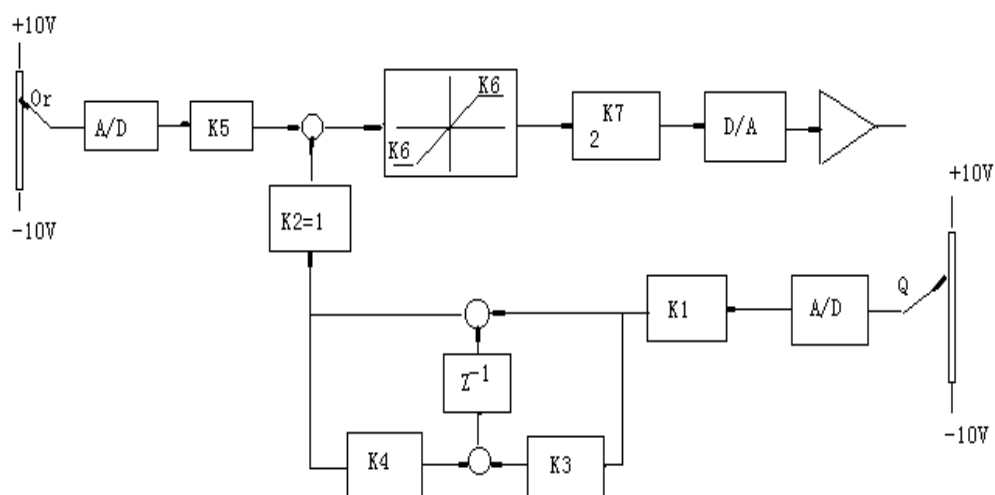 +10V
Or
-10V
A/D
K5
K6
K6
K7
2
D/A
K2=1
+10V
Q
-10V
A/D
K1
Z-1
K4
K3